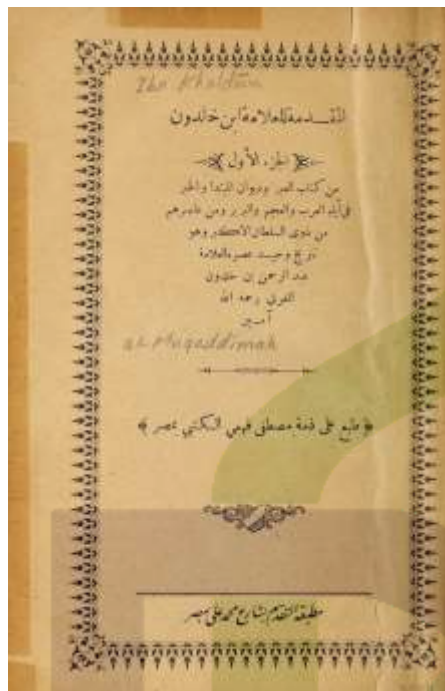 Ibn Khaldūn
المقدمة للعلامة ابن خلدون
الجزء الأول
من كتاب العبر وديوان المبتدا والخبر
في أيام العرب والعجم والبربر ومن عاصرهم
من ذوي السلطان الأكبر وهو
تاريخ وحيد عصره العلامة
عبد الرحمن بن خلدون
المغربي رحمه الله
آمين
al-Muqaddimah
﴿ طبع على نفقة مصطفى فهمي الكتبي بمصر ﴾
مطبعة التقدم بشارع محمد علي بمصر